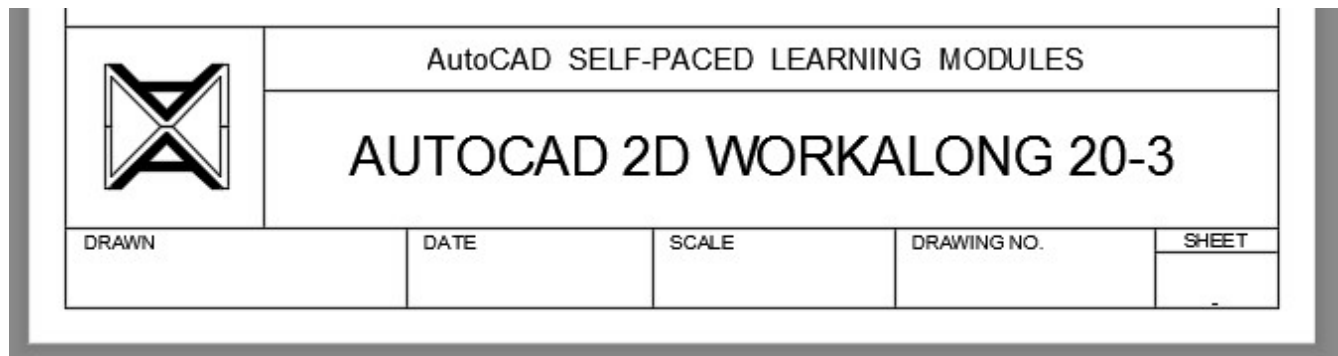 AutoCAD SELF-PACED LEARNING MODULES
AUTOCAD 2D WORKALONG 20-3
DRAWN DATE SCALE DRAWING NO. SHEET
-